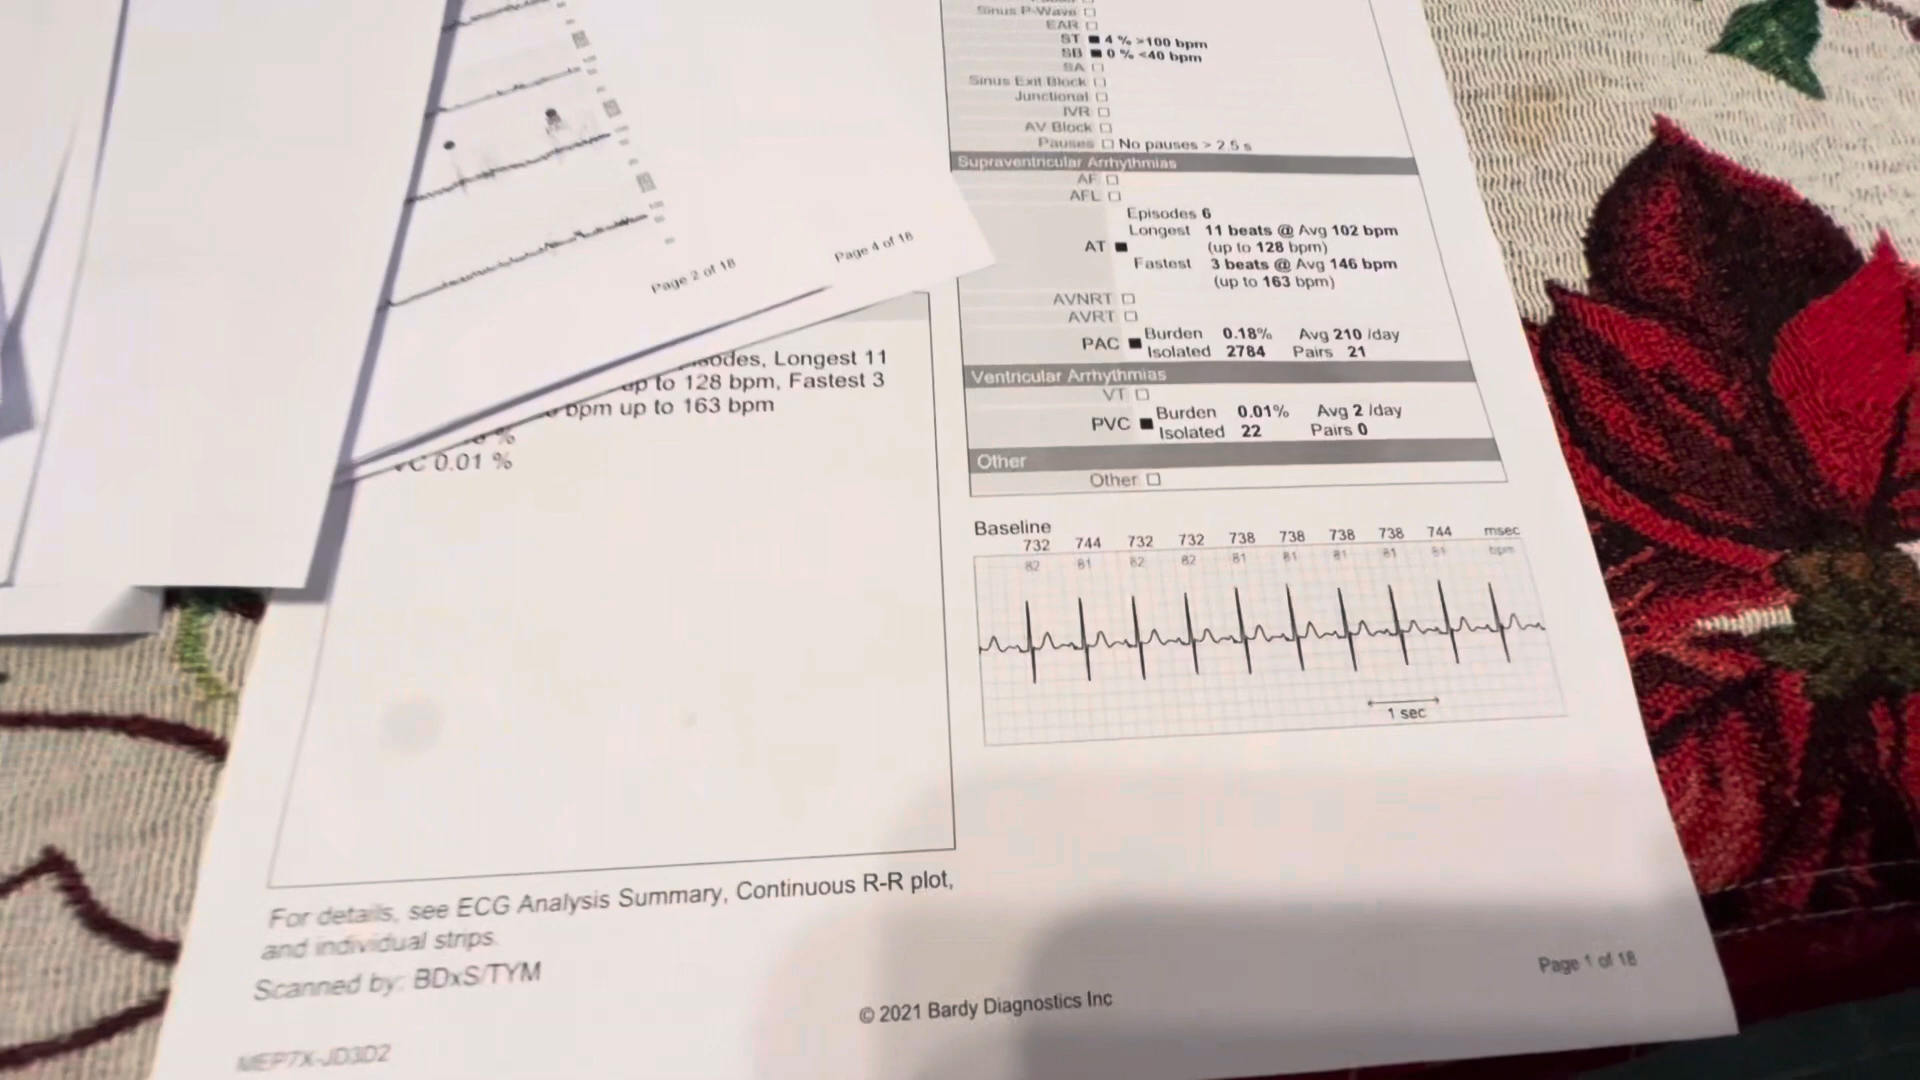 Sinus P-Wave
EAR
ST 4 % >100 bpm
SB 0 % <40 bpm
SA
Sinus Exit Block
Junctional
IVR
AV Block
Pauses No pauses > 2.5 s
Supraventricular Arrhythmias
AF
AFL
Episodes 6
Longest 11 beats @ Avg 102 bpm
AT (up to 128 bpm)
Fastest 3 beats @ Avg 146 bpm
(up to 163 bpm)
AVNRT
AVRT
PAC Burden 0.18% Avg 210 /day
Isolated 2784 Pairs 21
Ventricular Arrhythmias
VT
PVC Burden 0.01% Avg 2 /day
Isolated 22 Pairs 0
Other
Other
Page 2 of 18
Page 4 of 18
Longest 11
up to 128 bpm, Fastest 3
bpm up to 163 bpm
%
C 0.01 %
Baseline
732 744 732 732 738 738 738 738 744 msec
82 81 82 82 81 81 81 81 81 bpm
1 sec
For details, see ECG Analysis Summary, Continuous R-R plot,
and individual strips.
Scanned by: BDxS/TYM
© 2021 Bardy Diagnostics Inc
Page 1 of 18
MEP7X-JD3D2